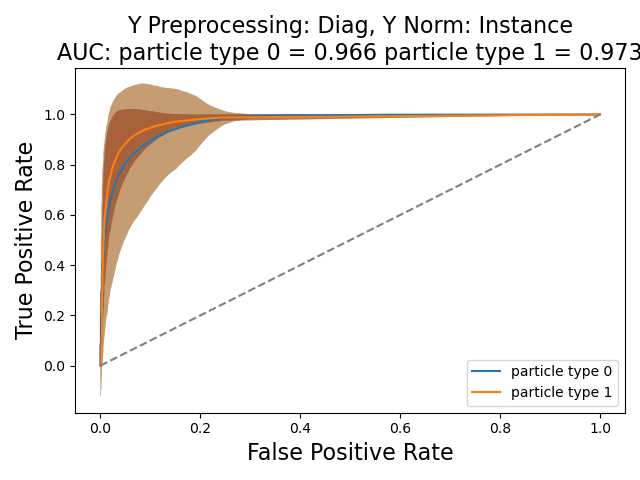 Y Preprocessing: Diag, Y Norm: Instance
AUC: particle type 0 = 0.966 particle type 1 = 0.973
True Positive Rate
1.0
0.8
0.6
0.4
0.2
0.0
particle type 0
particle type 1
0.0 0.2 0.4 0.6 0.8 1.0
False Positive Rate